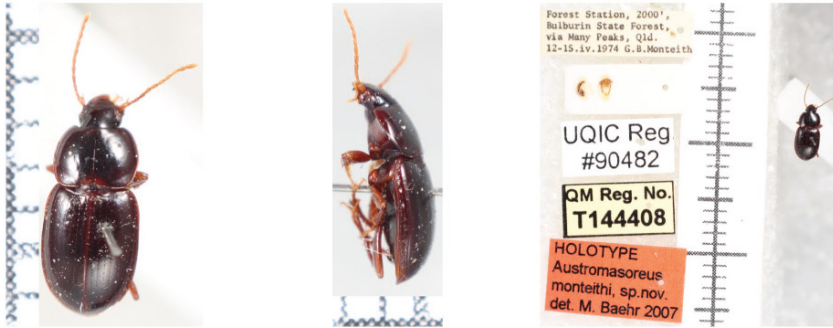 Forest Station, 2000',
Bulburin State Forest,
via Many Peaks, Qld.
12-15.iv.1974 G.B.Monteith
UQIC Reg.
#90482
QM Reg. No.
T144408
HOLOTYPE
Austromasoreus
monteithi, sp.nov.
det. M. Baehr 2007